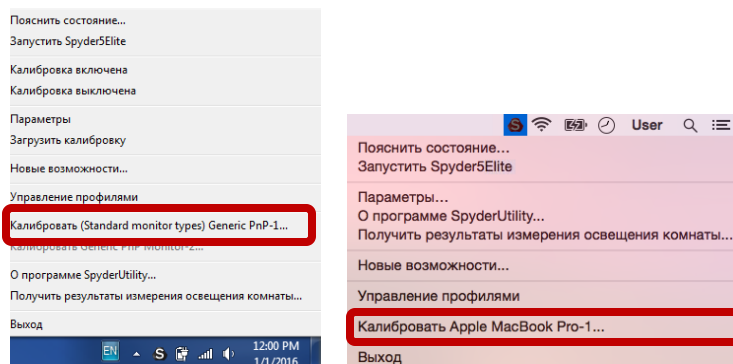 Пояснить состояние...
Запустить Spyder5Elite
Калибровка включена
Калибровка выключена
Параметры
Загрузить калибровку
Новые возможности...
Управление профилями
Калибровать (Standard monitor types) Generic PnP-1...
Калибровать Generic PnP Monitor-2...
О программе SpyderUtility...
Получить результаты измерения освещения комнаты...
Выход
EN
S
12:00 PM
1/1/2016
S
User
Пояснить состояние...
Запустить Spyder5Elite
Параметры...
О программе SpyderUtility...
Получить результаты измерения освещения комнаты...
Новые возможности...
Управление профилями
Калибровать Apple MacBook Pro-1...
Выход